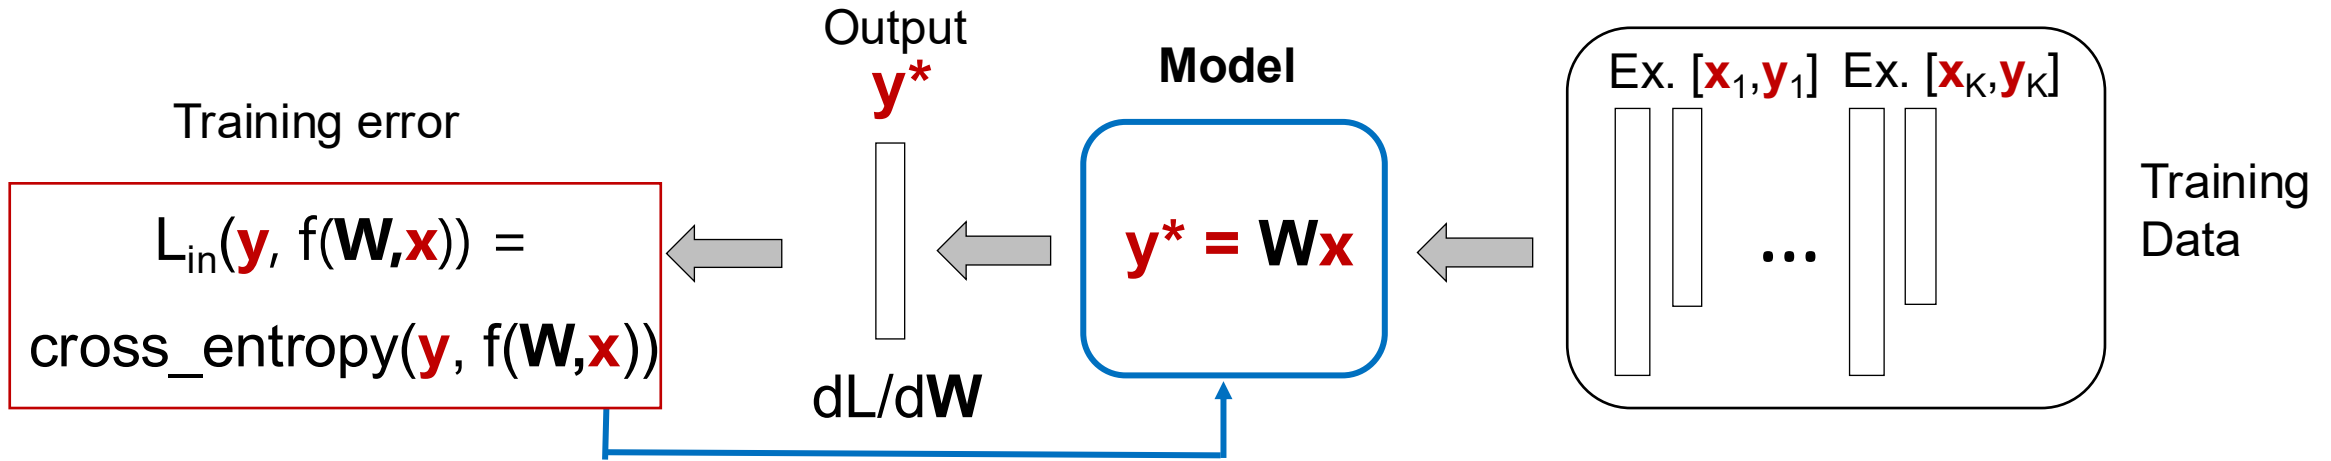 Output
y*
Model
Ex. [x1,y1] Ex. [xK,yK]
Training error
Training
Data
Lin(y, f(W,x)) =
cross_entropy(y, f(W,x))
y* = Wx
...
dL/dW